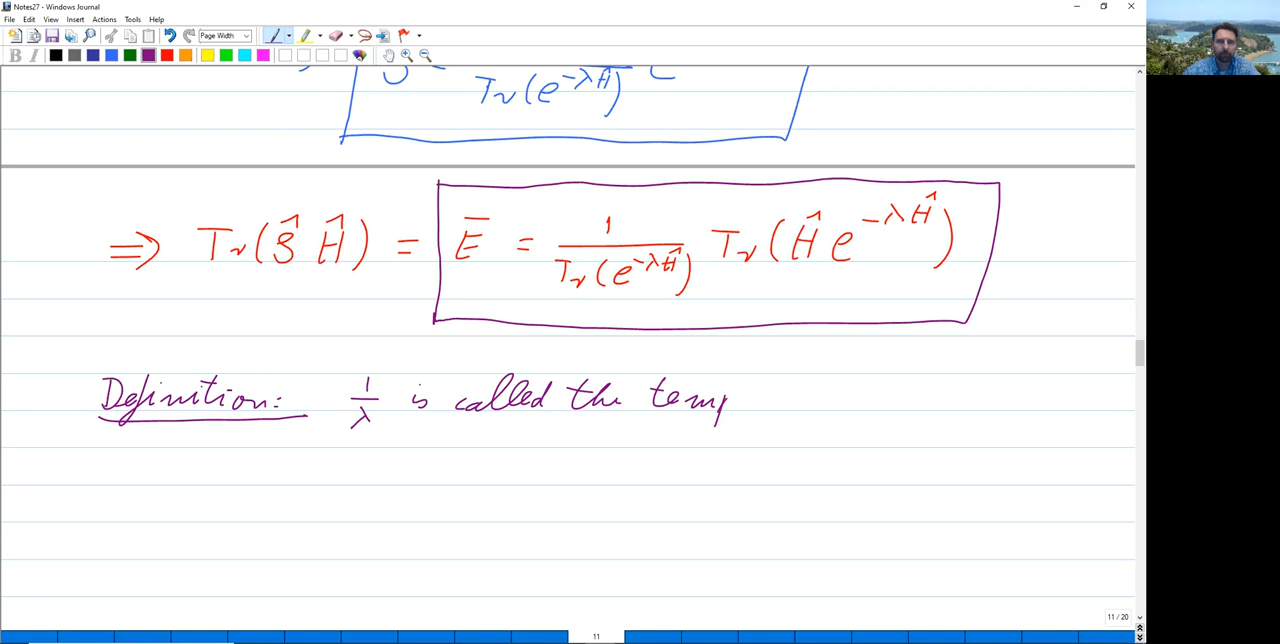 Notes27 - Windows Journal
File Edit View Insert Actions Tools Help
Page Width
B I
Tr(e^{-λĤ})
⇒ Tr(ρ̂ Ĥ) = Ē = 1/Tr(e^{-λĤ}) Tr(Ĥ e^{-λĤ})
Definition: 1/λ is called the temp
11 / 20
11